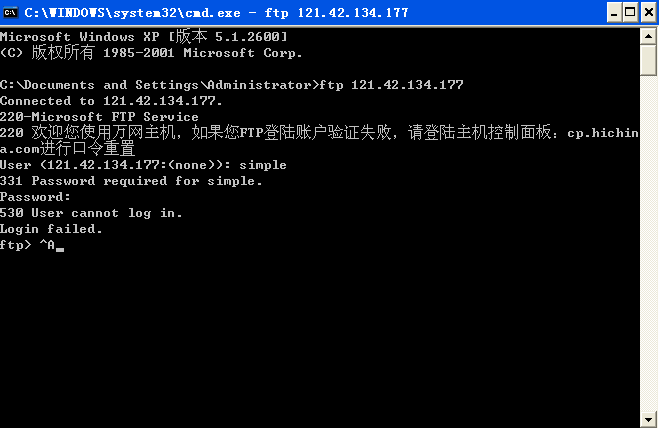 C:\WINDOWS\system32\cmd.exe - ftp 121.42.134.177
Microsoft Windows XP [版本 5.1.2600]
(C) 版权所有 1985-2001 Microsoft Corp.
C:\Documents and Settings\Administrator>ftp 121.42.134.177
Connected to 121.42.134.177.
220-Microsoft FTP Service
220 欢迎您使用万网主机，如果您FTP登陆账户验证失败，请登陆主机控制面板：cp.hichin
a.com进行口令重置
User (121.42.134.177:(none)): simple
331 Password required for simple.
Password:
530 User cannot log in.
Login failed.
ftp> ^A_